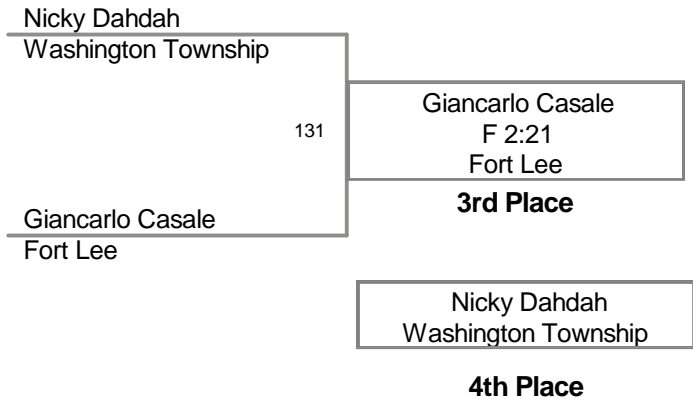 Nicky Dahdah
Washington Township
131
Giancarlo Casale
F 2:21
Fort Lee
3rd Place
Giancarlo Casale
Fort Lee
Nicky Dahdah
Washington Township
4th Place